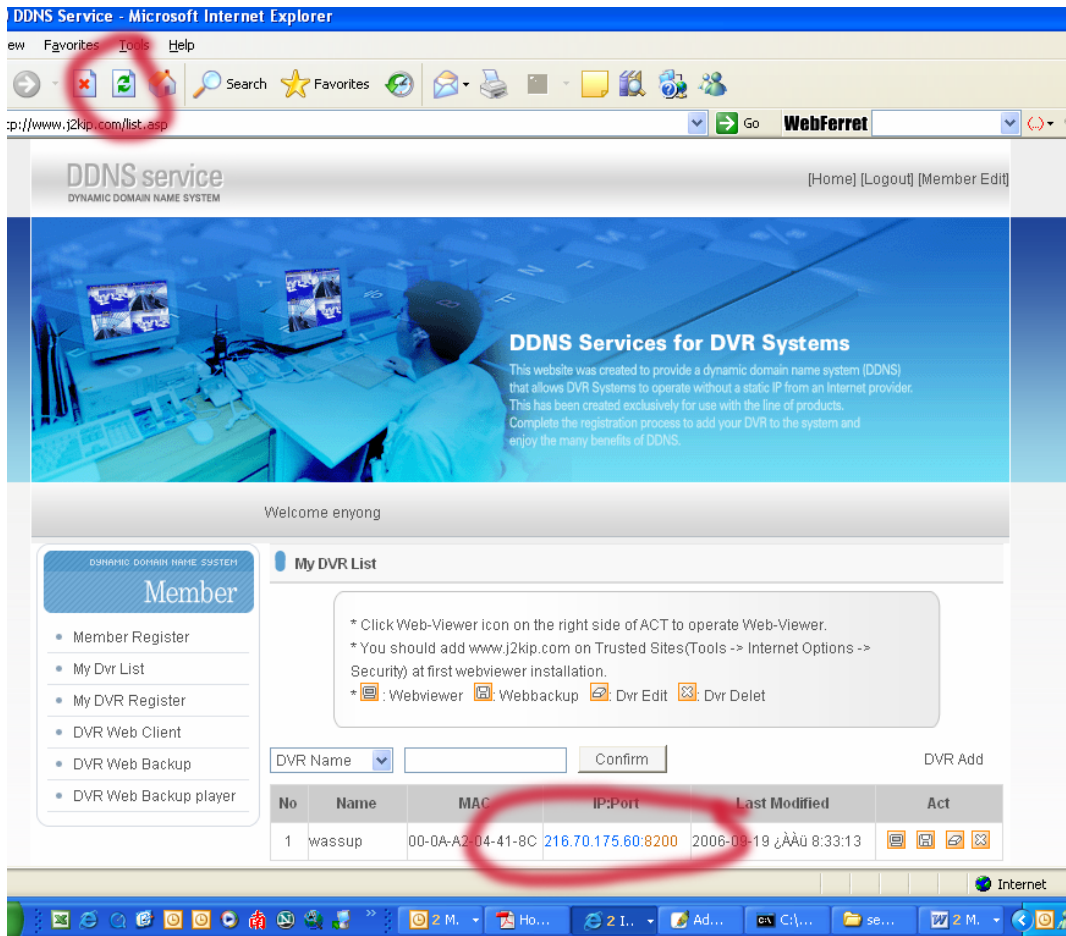 DDNS Service - Microsoft Internet Explorer
ew Favorites Tools Help
Search Favorites
tp://www.j2kip.com/list.asp Go WebFerret
DDNS service
DYNAMIC DOMAIN NAME SYSTEM
[Home] [Logout] [Member Edit]
DDNS Services for DVR Systems
This website was created to provide a dynamic domain name system (DDNS)
that allows DVR Systems to operate without a static IP from an Internet provider.
This has been created exclusively for use with the line of products.
Complete the registration process to add your DVR to the system and
enjoy the many benefits of DDNS.
Welcome enyong
DYNAMIC DOMAIN NAME SYSTEM
Member
Member Register
My Dvr List
My DVR Register
DVR Web Client
DVR Web Backup
DVR Web Backup player
My DVR List
* Click Web-Viewer icon on the right side of ACT to operate Web-Viewer.
* You should add www.j2kip.com on Trusted Sites(Tools -> Internet Options ->
Security) at first webviewer installation.
* : Webviewer : Webbackup : Dvr Edit : Dvr Delet
DVR Name Confirm DVR Add
No Name MAC IP:Port Last Modified Act
1 wassup 00-0A-A2-04-41-8C 216.70.175.60:8200 2006-09-19 ¿ÀÀü 8:33:13
Internet
2 M. Ho... 2 I.. Ad... C:\... se... 2 M.